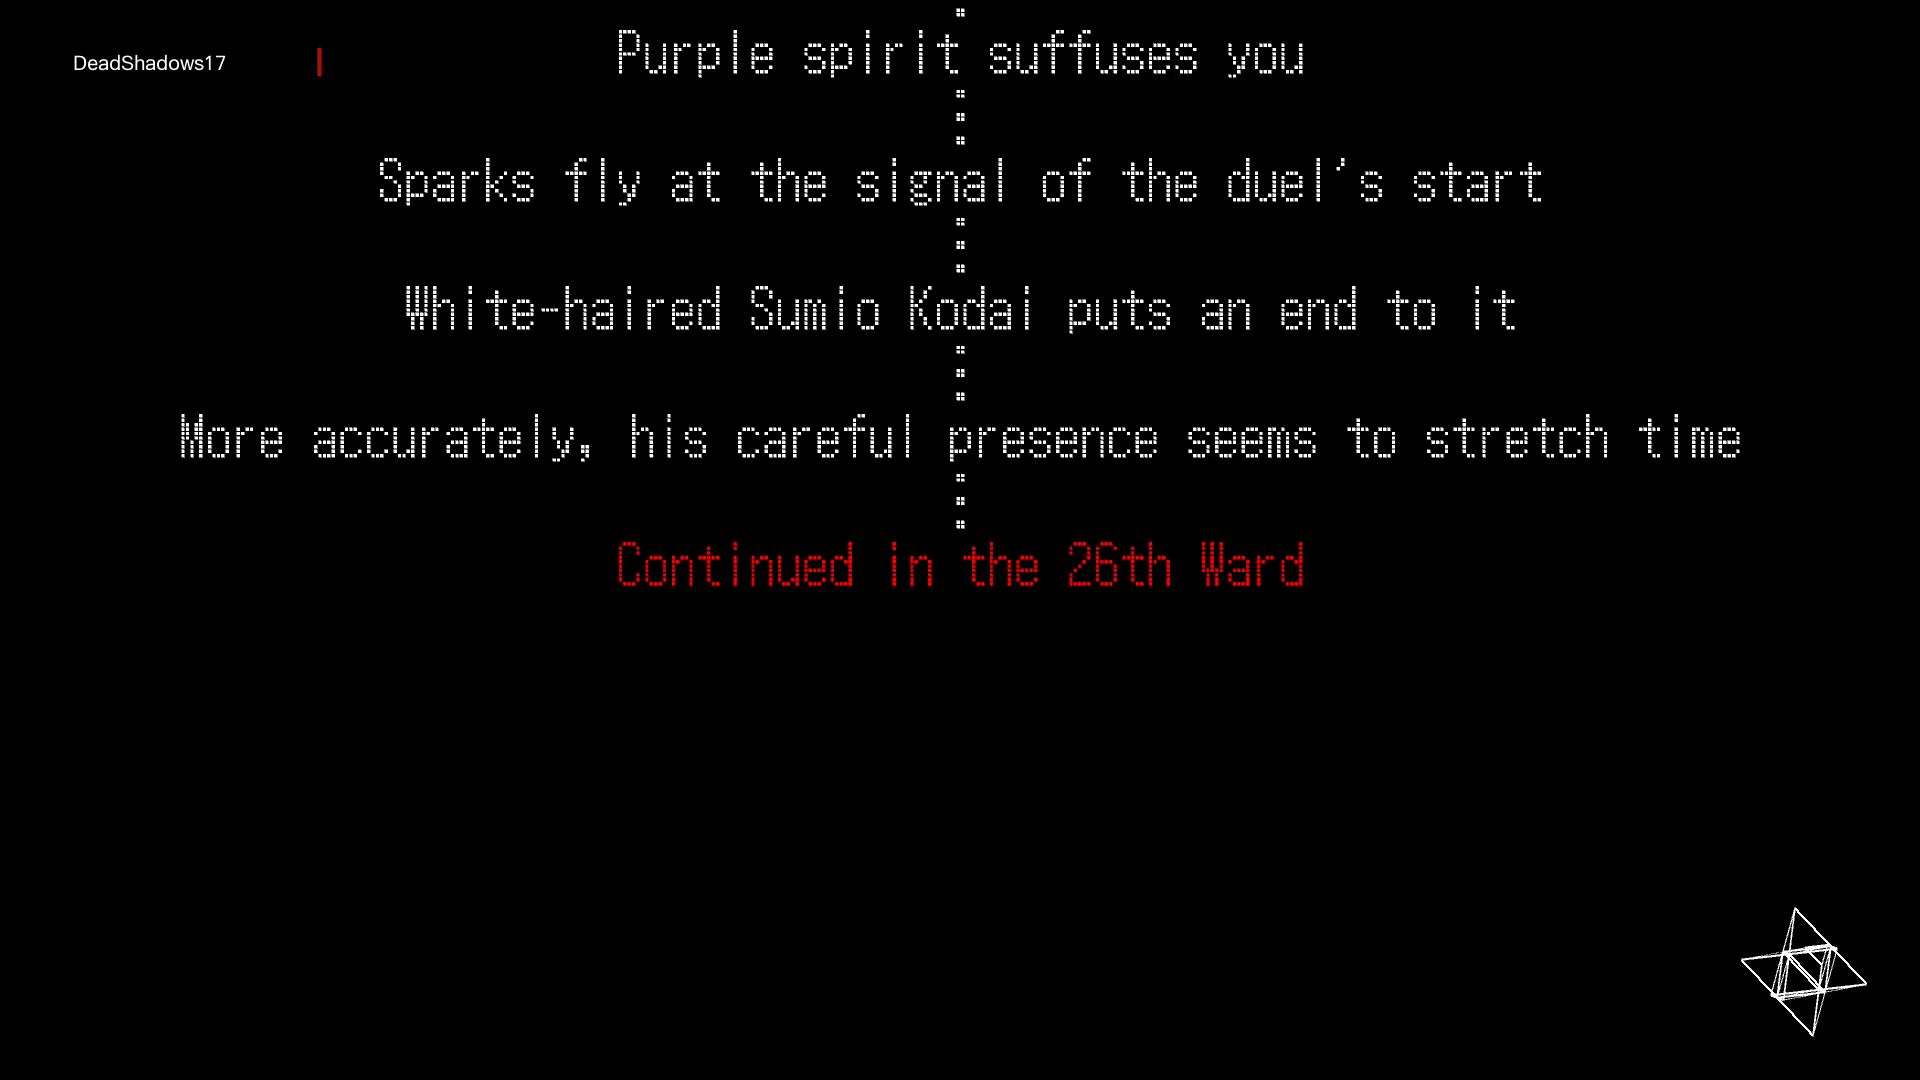 DeadShadows17
Purple spirit suffuses you
Sparks fly at the signal of the duel's start
White-haired Sumio Kodai puts an end to it
More accurately, his careful presence seems to stretch time
Continued in the 26th Ward